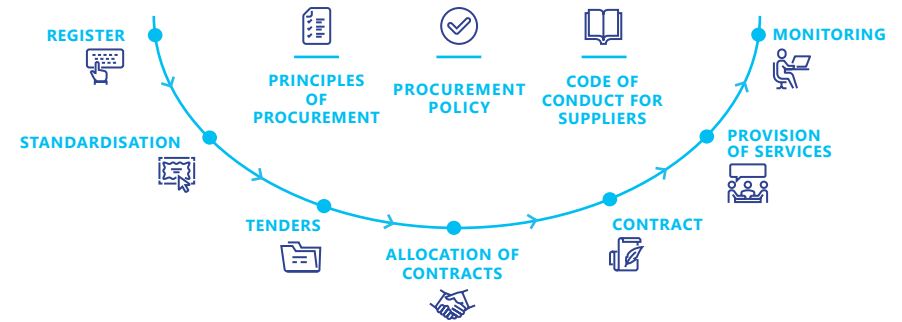 REGISTER
STANDARDISATION
TENDERS
ALLOCATION OF
CONTRACTS
CONTRACT
PROVISION
OF SERVICES
MONITORING
PRINCIPLES
OF
PROCUREMENT
PROCUREMENT
POLICY
CODE OF
CONDUCT FOR
SUPPLIERS